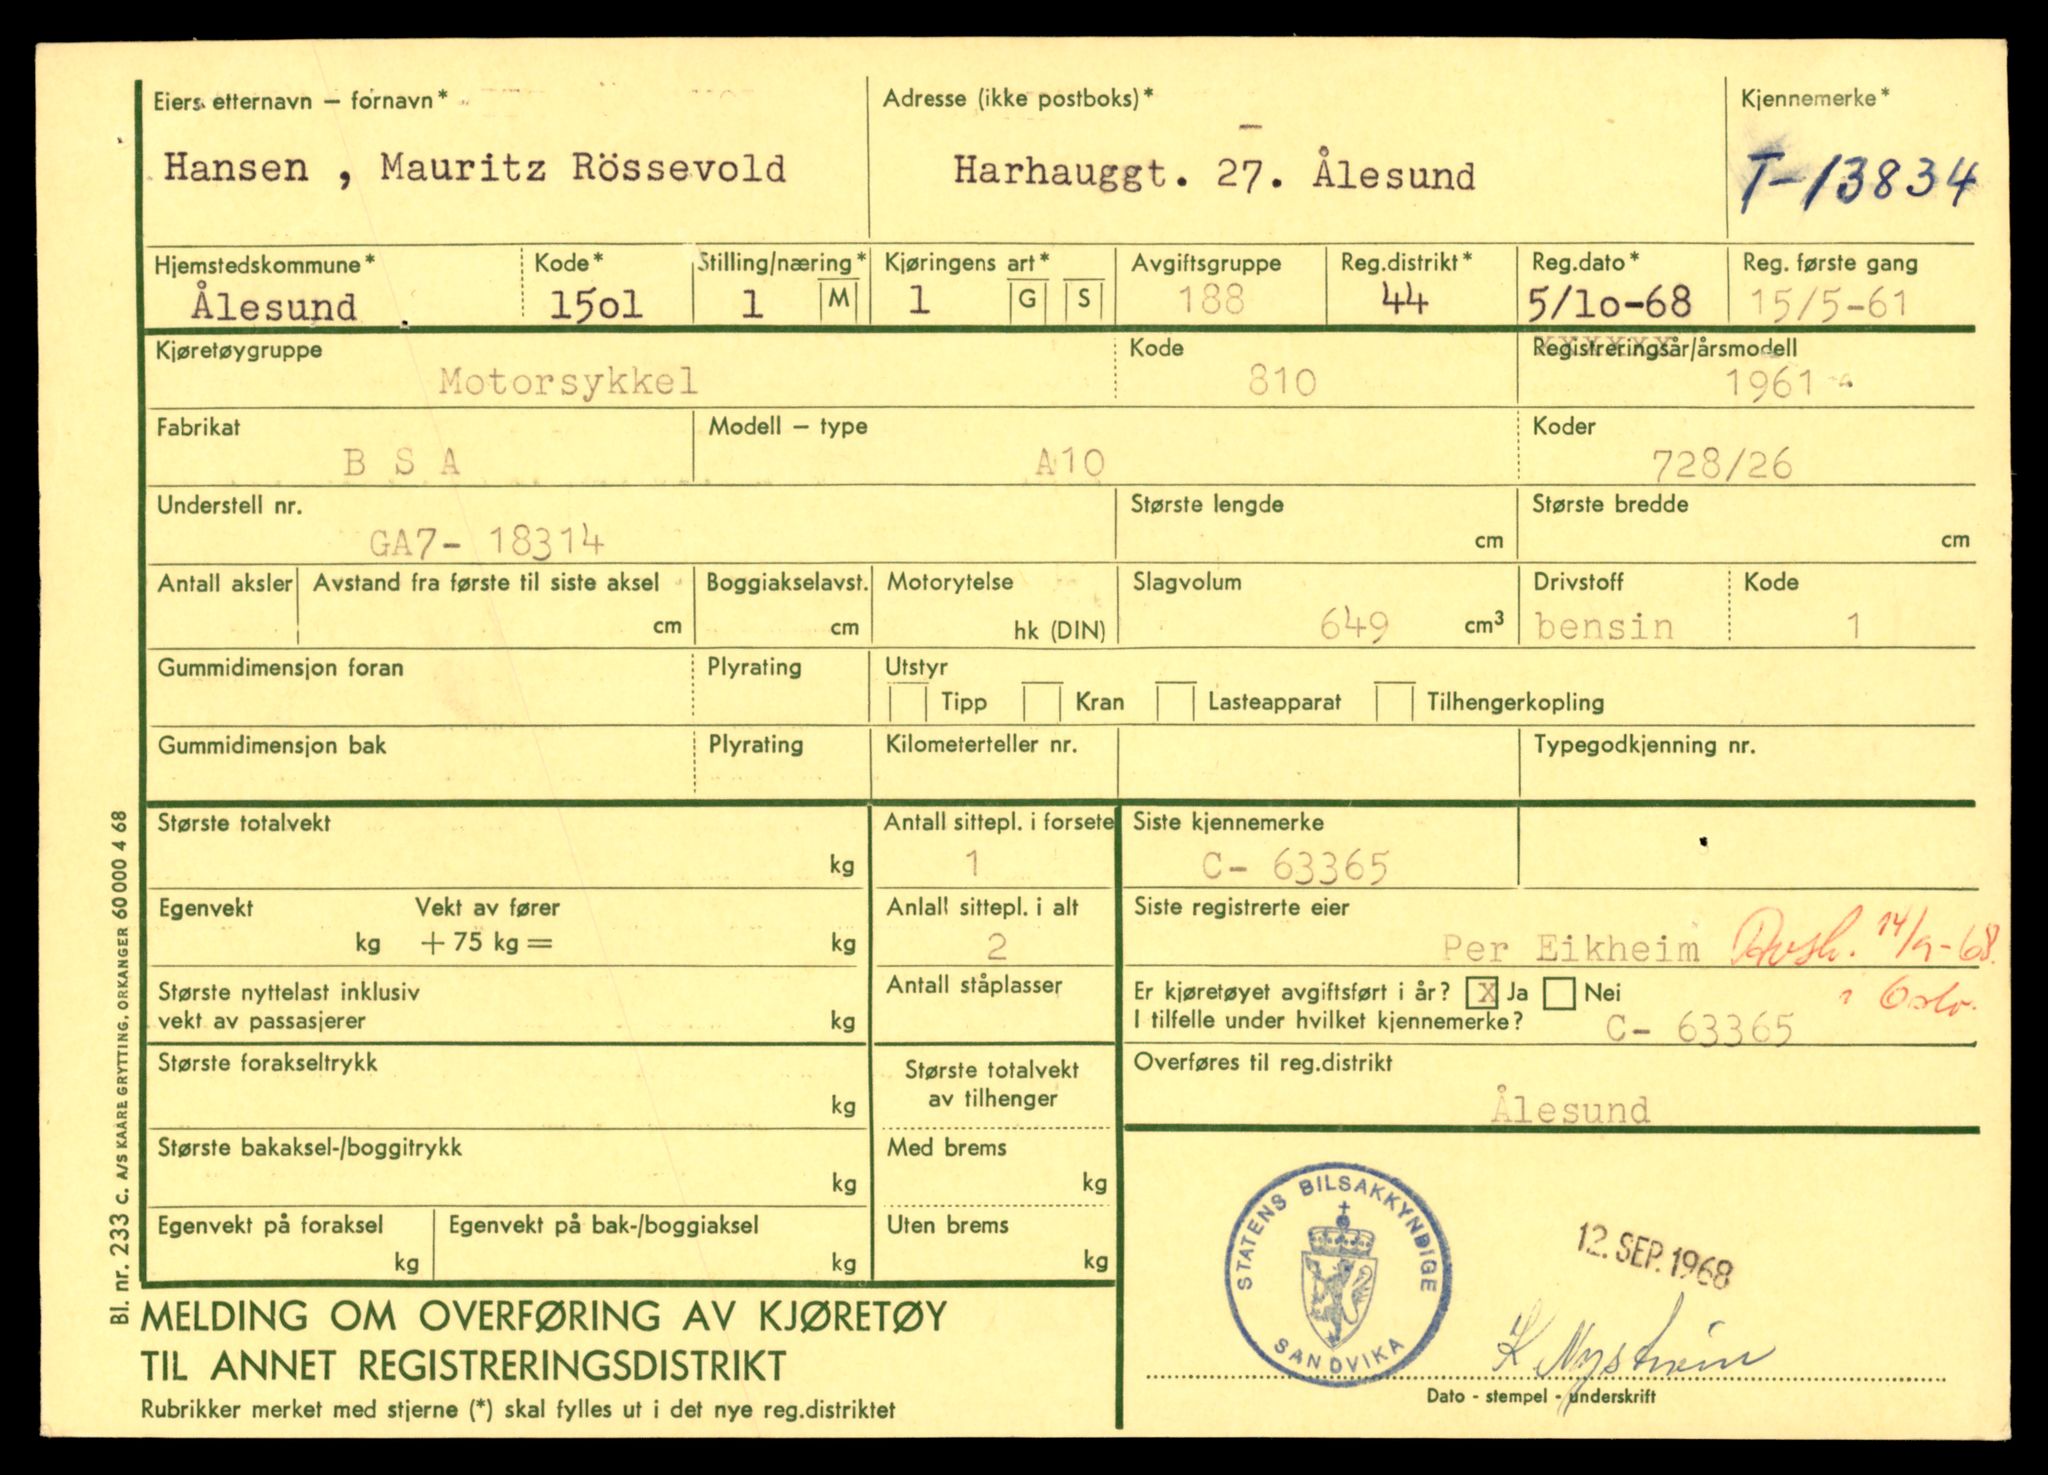 Eiers etternavn – fornavn*
Hansen , Mauritz Rössevold
Adresse (ikke postboks)*
Harhauggt. 27. Ålesund
Kjennemerke*
T-13834
Hjemstedskommune*
Ålesund
Kode*
15o1
Stilling/næring*
1 M
Kjøringens art*
1 G S
Avgiftsgruppe
188
Reg.distrikt*
44
Reg.dato*
5/1o-68
Reg. første gang
15/5-61
Kjøretøygruppe
Motorsykkel
Kode
810
Registreringsår/årsmodell
1961
Fabrikat
B S A
Modell – type
A10
Koder
728/26
Understell nr.
GA7- 18314
Største lengde
cm
Største bredde
cm
Antall aksler
Avstand fra første til siste aksel
cm
Boggiakselavst.
cm
Motorytelse
hk (DIN)
Slagvolum
649 cm³
Drivstoff
bensin
Kode
1
Gummidimensjon foran
Plyrating
Utstyr
Tipp Kran Lasteapparat Tilhengerkopling
Gummidimensjon bak
Plyrating
Kilometerteller nr.
Typegodkjenning nr.
Største totalvekt
kg
Antall sittepl. i forsete
1
Siste kjennemerke
C- 63365
Egenvekt
kg
Vekt av fører
+ 75 kg = kg
Anlall sittepl. i alt
2
Siste registrerte eier
Per Eikheim
14/9-68.
i Oslo.
Største nyttelast inklusiv
vekt av passasjerer
kg
Antall ståplasser
Er kjøretøyet avgiftsført i år? X Ja Nei
I tilfelle under hvilket kjennemerke?
C- 63365
Største forakseltrykk
kg
Største totalvekt
av tilhenger
Overføres til reg.distrikt
Ålesund
Største bakaksel-/boggitrykk
kg
Med brems
kg
Egenvekt på foraksel
kg
Egenvekt på bak-/boggiaksel
kg
Uten brems
kg
STATENS BILSAKKYNDIGE
SANDVIKA
12. SEP. 1968
K Nystrøm
Dato - stempel - underskrift
MELDING OM OVERFØRING AV KJØRETØY
TIL ANNET REGISTRERINGSDISTRIKT
Rubrikker merket med stjerne (*) skal fylles ut i det nye reg.distriktet
Bl. nr. 233 C. A/S KAARE GRYTTING, ORKANGER 60 000 4 68